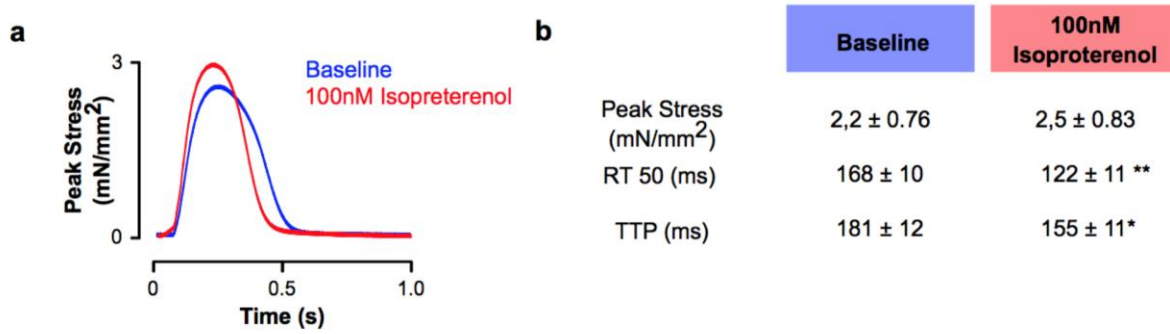 a
3
0
Peak Stress
(mN/mm²)
Baseline
100nM Isopreterenol
0
0.5
1.0
Time (s)
b
Baseline
100nM
Isoproterenol
Peak Stress
(mN/mm²)
2,2 ± 0.76
2,5 ± 0.83
RT 50 (ms)
168 ± 10
122 ± 11 **
TTP (ms)
181 ± 12
155 ± 11*